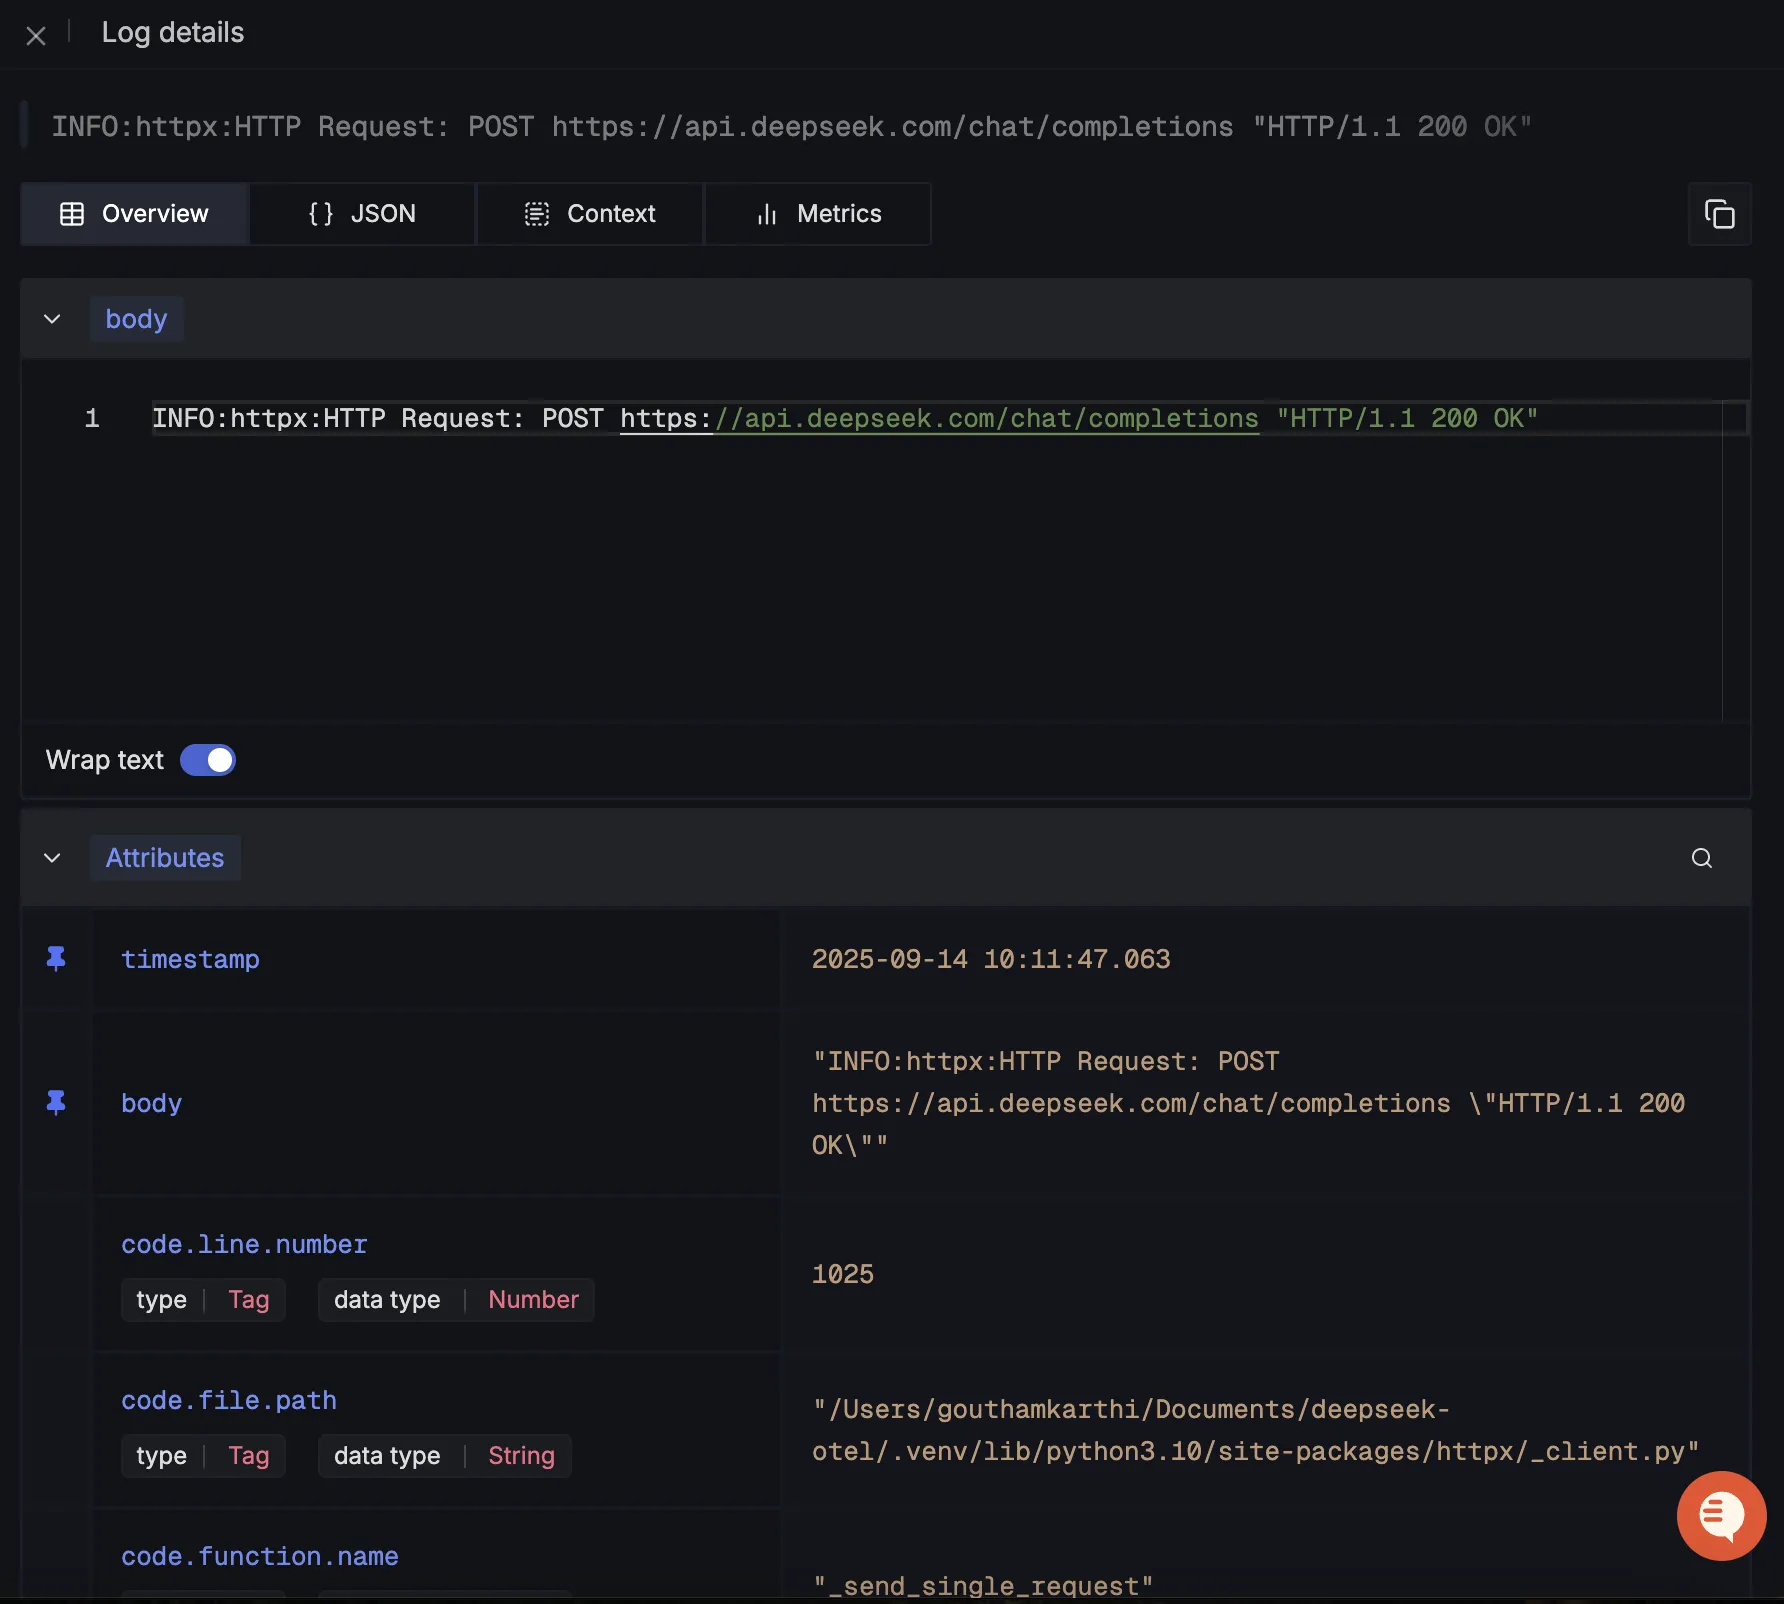 Log details
INFO:httpx:HTTP Request: POST https://api.deepseek.com/chat/completions "HTTP/1.1 200 OK"
Overview
{} JSON
Context
Metrics
body
1 INFO:httpx:HTTP Request: POST https://api.deepseek.com/chat/completions "HTTP/1.1 200 OK"
Wrap text
Attributes
timestamp
2025-09-14 10:11:47.063
body
"INFO:httpx:HTTP Request: POST
https://api.deepseek.com/chat/completions \"HTTP/1.1 200
OK\""
code.line.number
type | Tag data type | Number
1025
code.file.path
type | Tag data type | String
"/Users/gouthamkarthi/Documents/deepseek-
otel/.venv/lib/python3.10/site-packages/httpx/_client.py"
code.function.name
"_send_single_request"